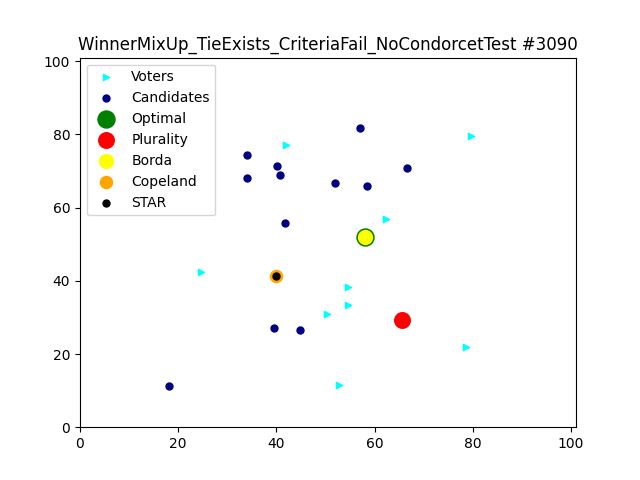 WinnerMixUp_TieExists_CriteriaFail_NoCondorcetTest #3090
100
80
60
40
20
0
Voters
Candidates
Optimal
Plurality
Borda
Copeland
STAR
0
20
40
60
80
100